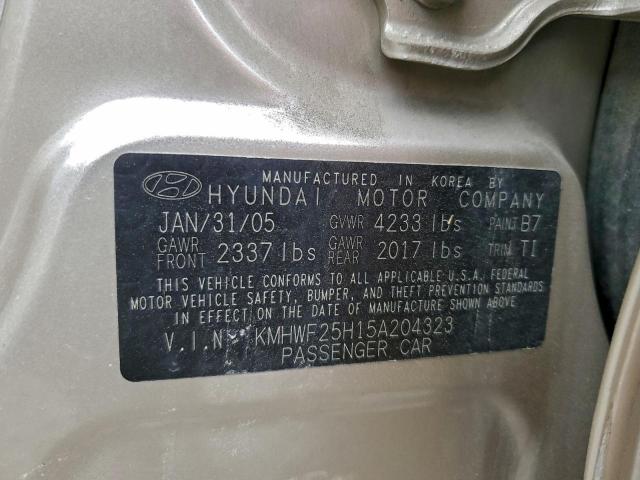 MANUFACTURED IN KOREA BY
HYUNDAI MOTOR COMPANY
JAN/31/05 GVWR 4233 lbs PAINT B7
GAWR FRONT 2337 lbs GAWR REAR 2017 lbs TRIM TI
THIS VEHICLE CONFORMS TO ALL APPLICABLE U.S.A. FEDERAL
MOTOR VEHICLE SAFETY, BUMPER, AND THEFT PREVENTION STANDARDS
IN EFFECT ON THE DATE OF MANUFACTURE SHOWN ABOVE.
V.I.N: KMHWF25H15A204323
PASSENGER CAR